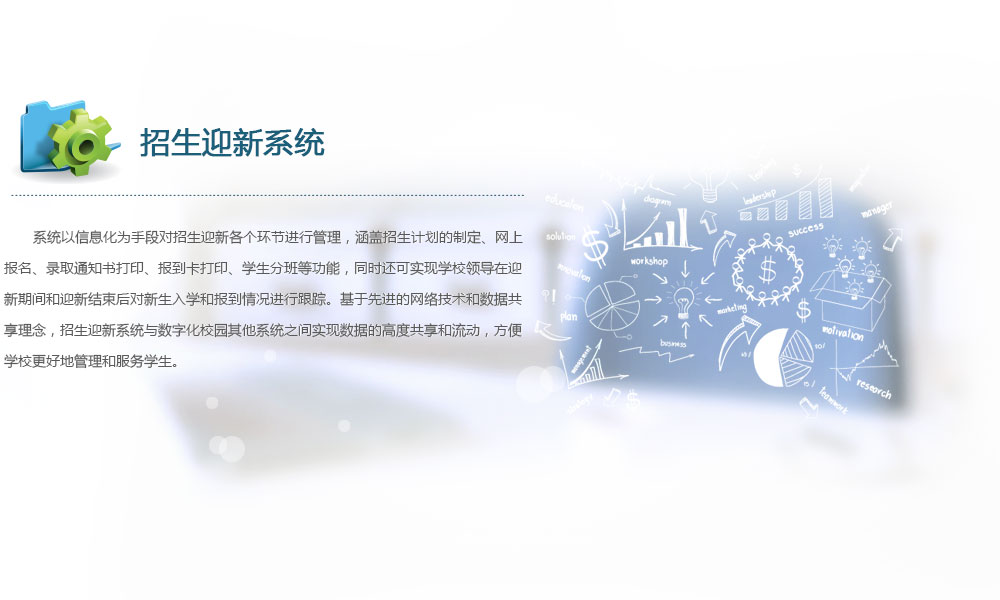 招生迎新系统
系统以信息化为手段对招生迎新各个环节进行管理，涵盖招生计划的制定、网上
报名、录取通知书打印、报到卡打印、学生分班等功能，同时还可实现学校领导在迎
新期间和迎新结束后对新生入学和报到情况进行跟踪。基于先进的网络技术和数据共
享理念，招生迎新系统与数字化校园其他系统之间实现数据的高度共享和流动，方便
学校更好地管理和服务学生。
education
diagrams
leadership
manager
solution
success
workshop
innovation
marketing
plan
motivation
business
management
research
teamwork
strategy